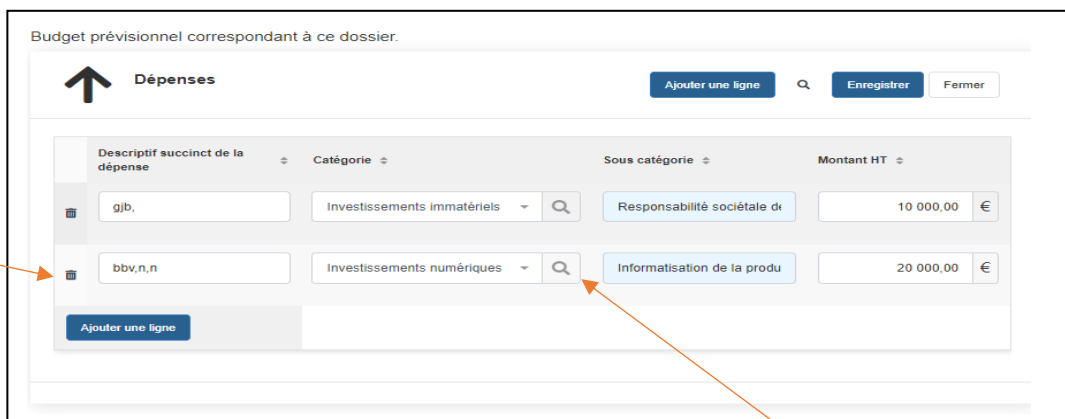 Budget prévisionnel correspondant à ce dossier.
Dépenses
Ajouter une ligne
Enregistrer
Fermer
Descriptif succinct de la dépense
Catégorie
Sous catégorie
Montant HT
gjb,
Investissements immatériels
Responsabilité sociétale de
10 000,00 €
bbv,n,n
Investissements numériques
Informatisation de la produ
20 000,00 €
Ajouter une ligne